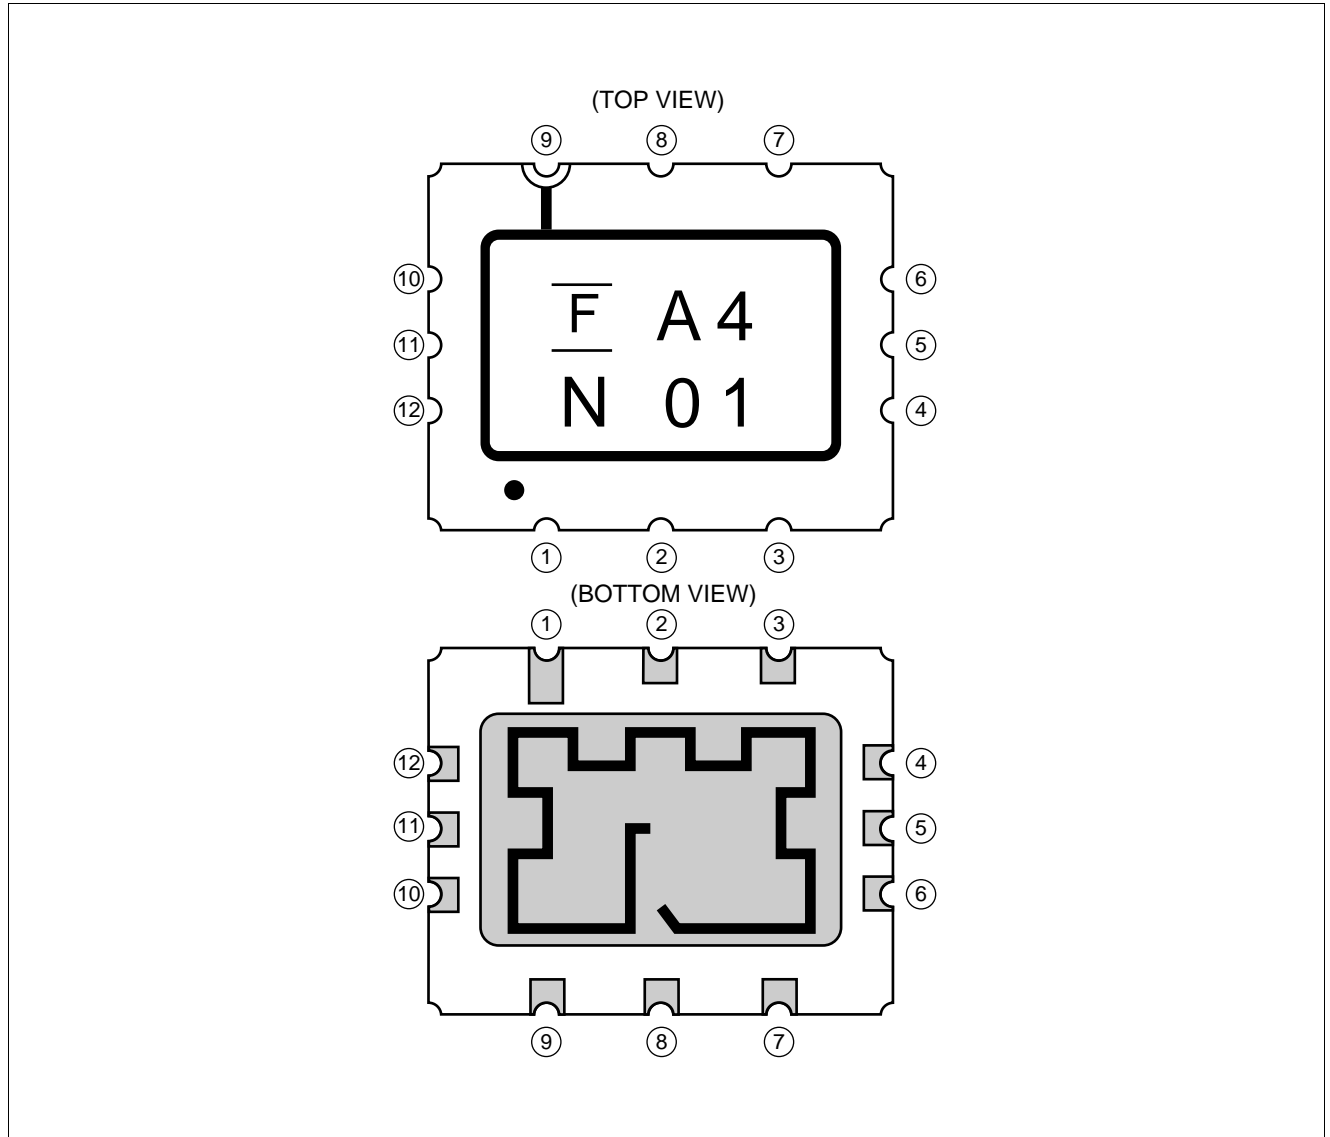 (TOP VIEW)
⑨ ⑧ ⑦
⑩ ⑥
F A4
⑪ ⑤
N 01
⑫ ④
① ② ③
(BOTTOM VIEW)
① ② ③
⑫ ④
⑪ ⑤
⑩ ⑥
⑨ ⑧ ⑦